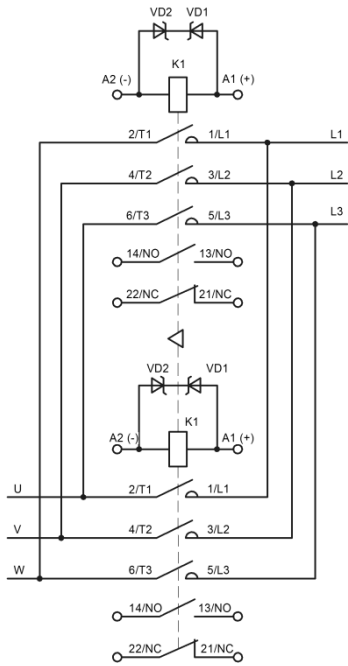 VD2 VD1
K1
A2 (-) A1 (+)
2/T1 1/L1 L1
4/T2 3/L2 L2
6/T3 5/L3 L3
14/NO 13/NO
22/NC 21/NC
VD2 VD1
K1
A2 (-) A1 (+)
U 2/T1 1/L1
V 4/T2 3/L2
W 6/T3 5/L3
14/NO 13/NO
22/NC 21/NC